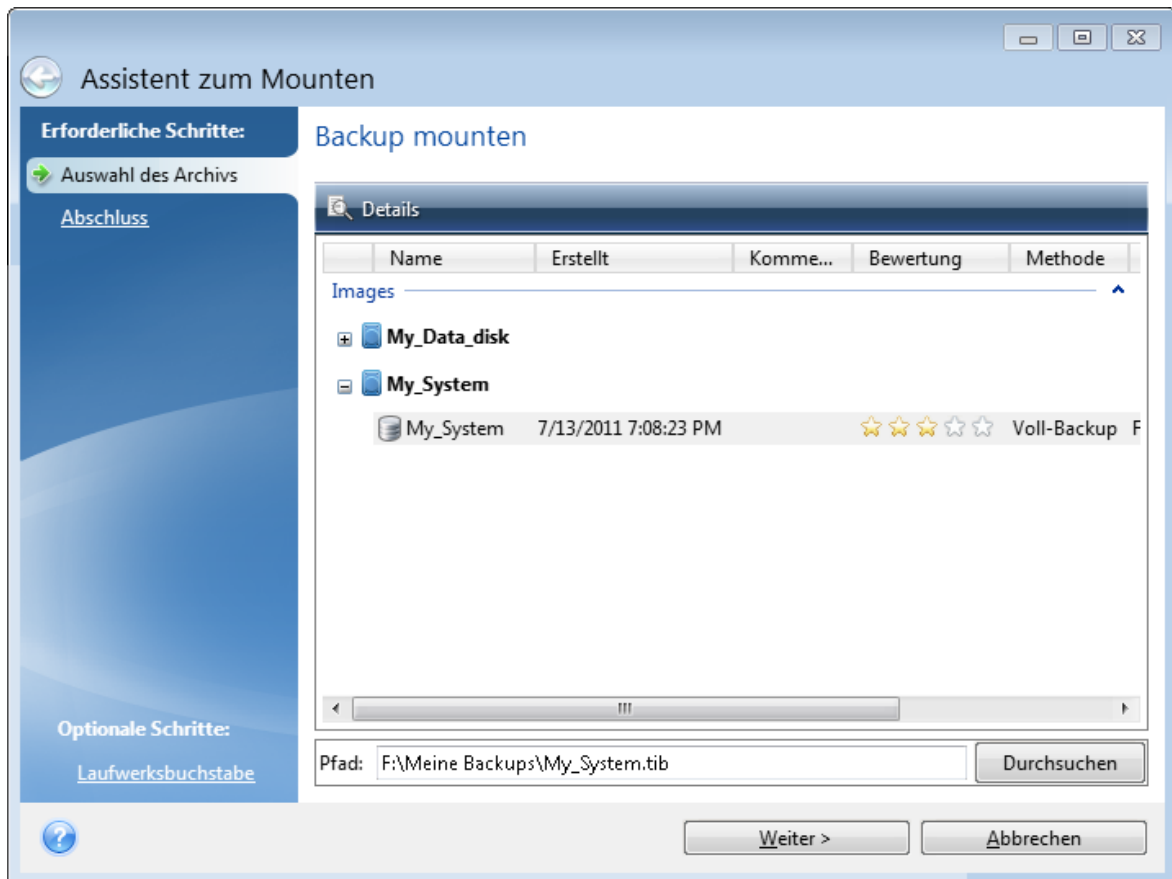 Assistent zum Mounten
Erforderliche Schritte:
Auswahl des Archivs
Abschluss
Optionale Schritte:
Laufwerksbuchstabe
Backup mounten
Details
Name Erstellt Komme... Bewertung Methode
Images
My_Data_disk
My_System
My_System 7/13/2011 7:08:23 PM Voll-Backup F
Pfad: F:\Meine Backups\My_System.tib Durchsuchen
Weiter > Abbrechen